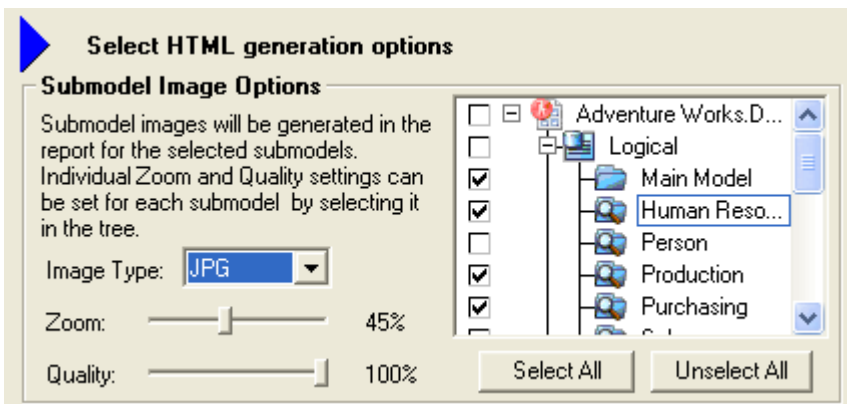 Select HTML generation options
Submodel Image Options
Submodel images will be generated in the
report for the selected submodels.
Individual Zoom and Quality settings can
be set for each submodel by selecting it
in the tree.
Image Type: JPG
Zoom: 45%
Quality: 100%
Adventure Works.D...
Logical
Main Model
Human Reso...
Person
Production
Purchasing
Select All Unselect All